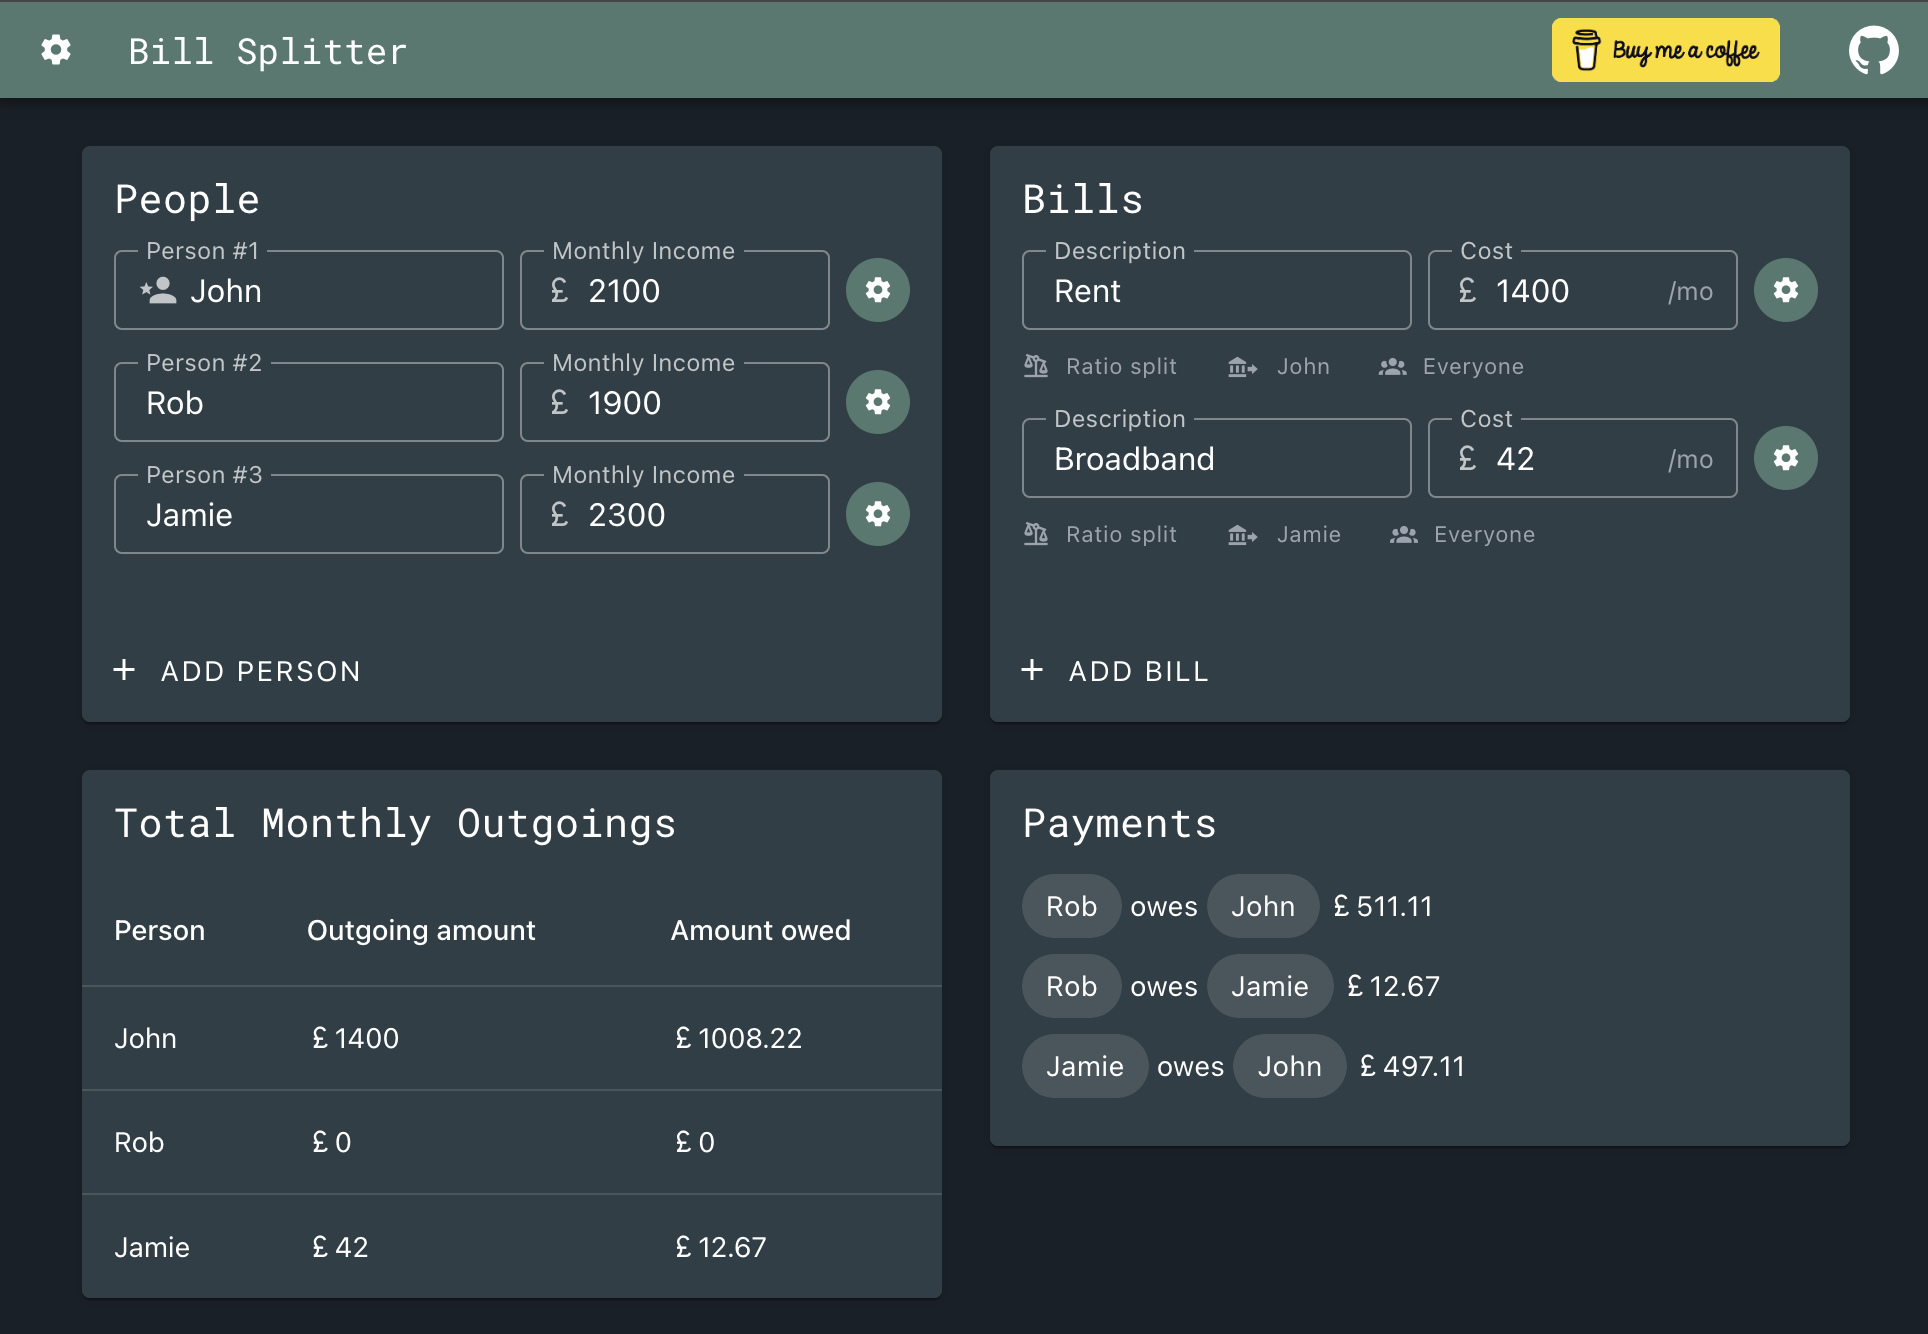 Bill Splitter
Buy me a coffee
People
Person #1
John
Monthly Income
£ 2100
Person #2
Rob
Monthly Income
£ 1900
Person #3
Jamie
Monthly Income
£ 2300
+ ADD PERSON
Bills
Description
Rent
Cost
£ 1400 /mo
Ratio split John Everyone
Description
Broadband
Cost
£ 42 /mo
Ratio split Jamie Everyone
+ ADD BILL
Total Monthly Outgoings
Person Outgoing amount Amount owed
John £ 1400 £ 1008.22
Rob £ 0 £ 0
Jamie £ 42 £ 12.67
Payments
Rob owes John £ 511.11
Rob owes Jamie £ 12.67
Jamie owes John £ 497.11